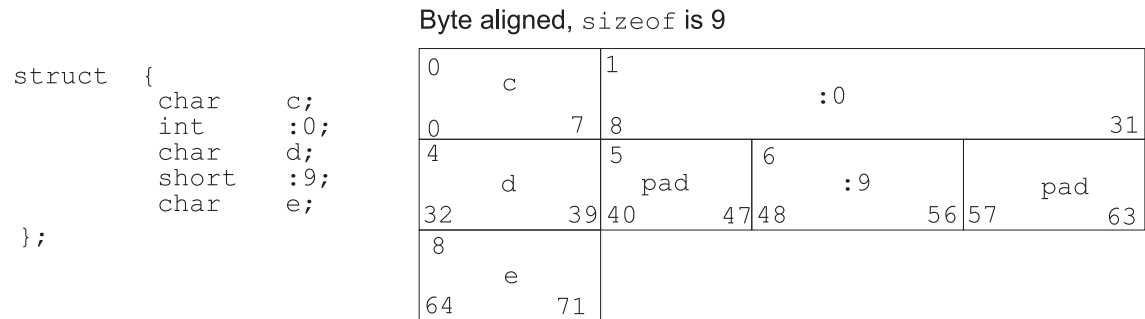 Byte aligned, sizeof is 9
struct {
char c;
int :0;
char d;
short :9;
char e;
};
0 1
c :0
0 7 8 31
4 5 6
d pad :9 pad
32 39 40 47 48 56 57 63
8
e
64 71